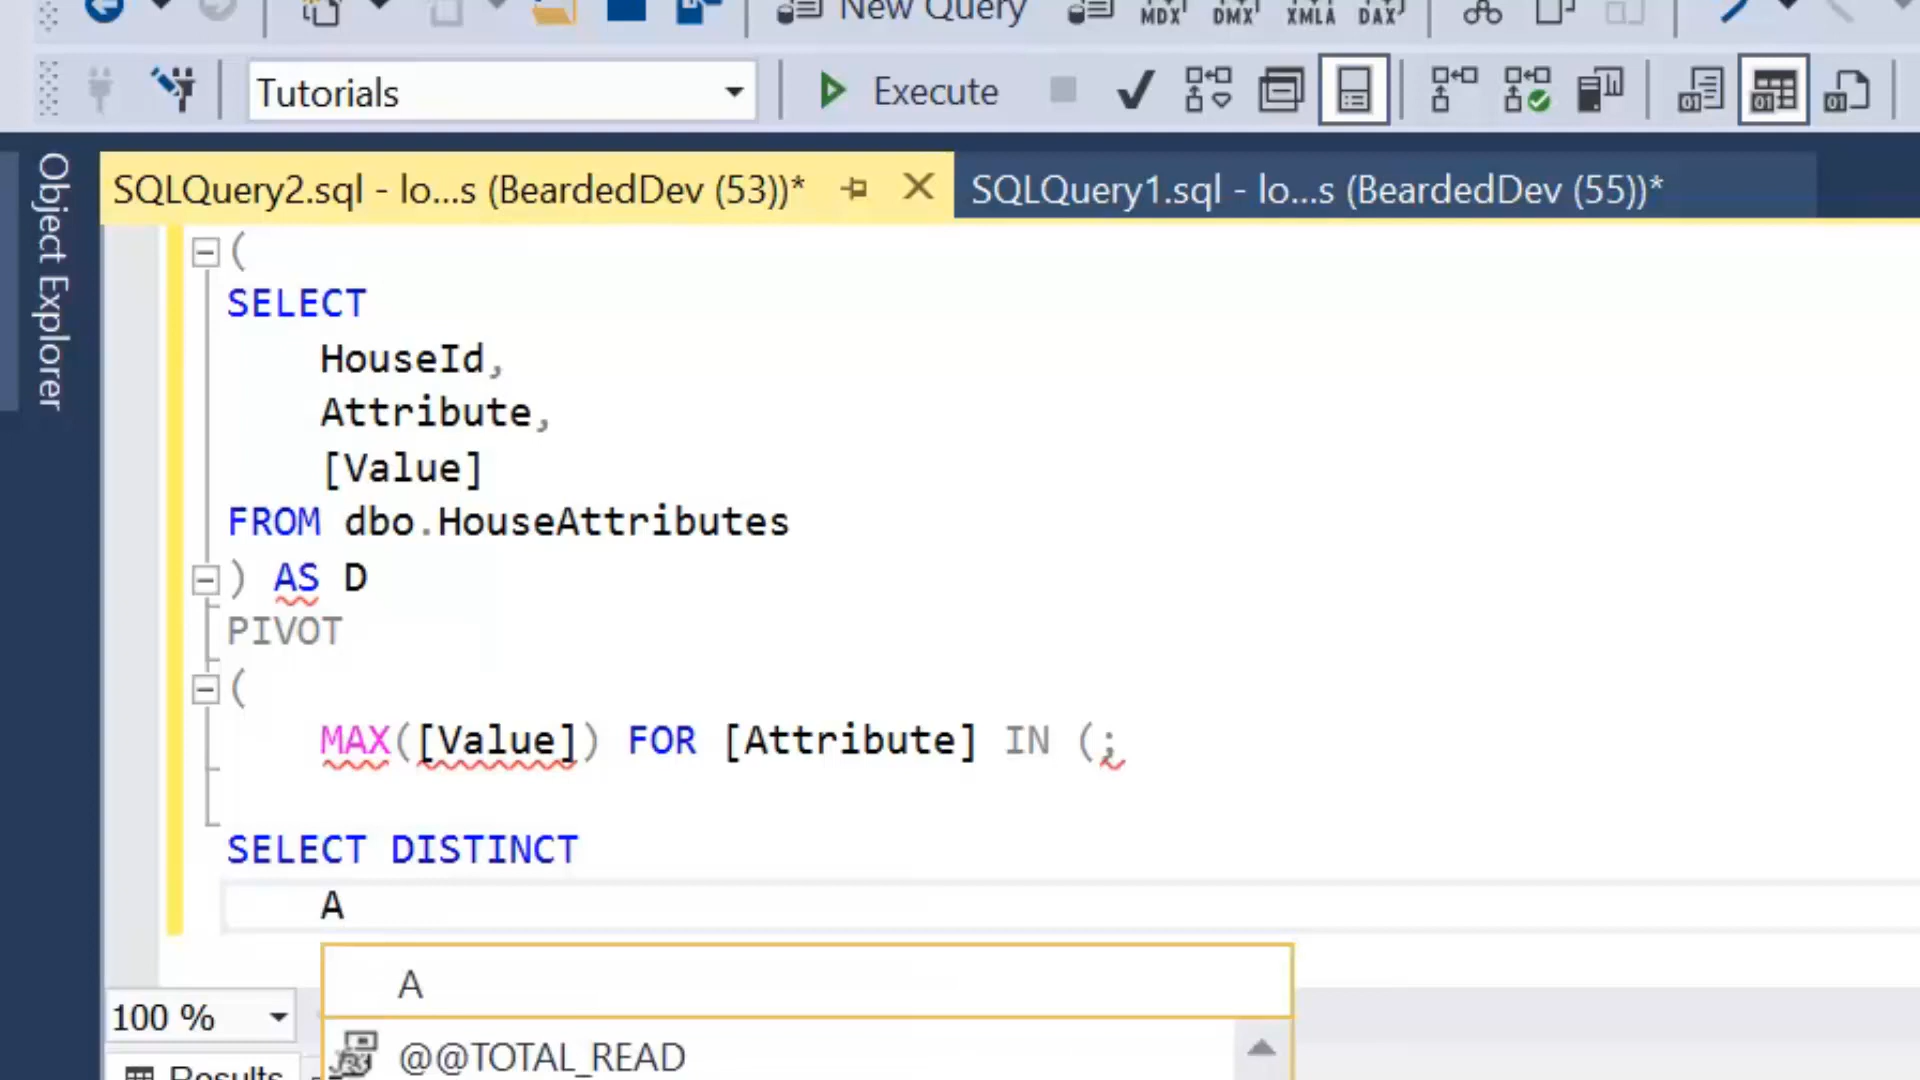 New Query
MDX
DMX
XMLA
DAX
Tutorials
Execute
Object Explorer
SQLQuery2.sql - lo...s (BeardedDev (53))*
SQLQuery1.sql - lo...s (BeardedDev (55))*
(
SELECT
HouseId,
Attribute,
[Value]
FROM dbo.HouseAttributes
) AS D
PIVOT
(
MAX([Value]) FOR [Attribute] IN (;
SELECT DISTINCT
A
A
@@TOTAL_READ
100 %
Results